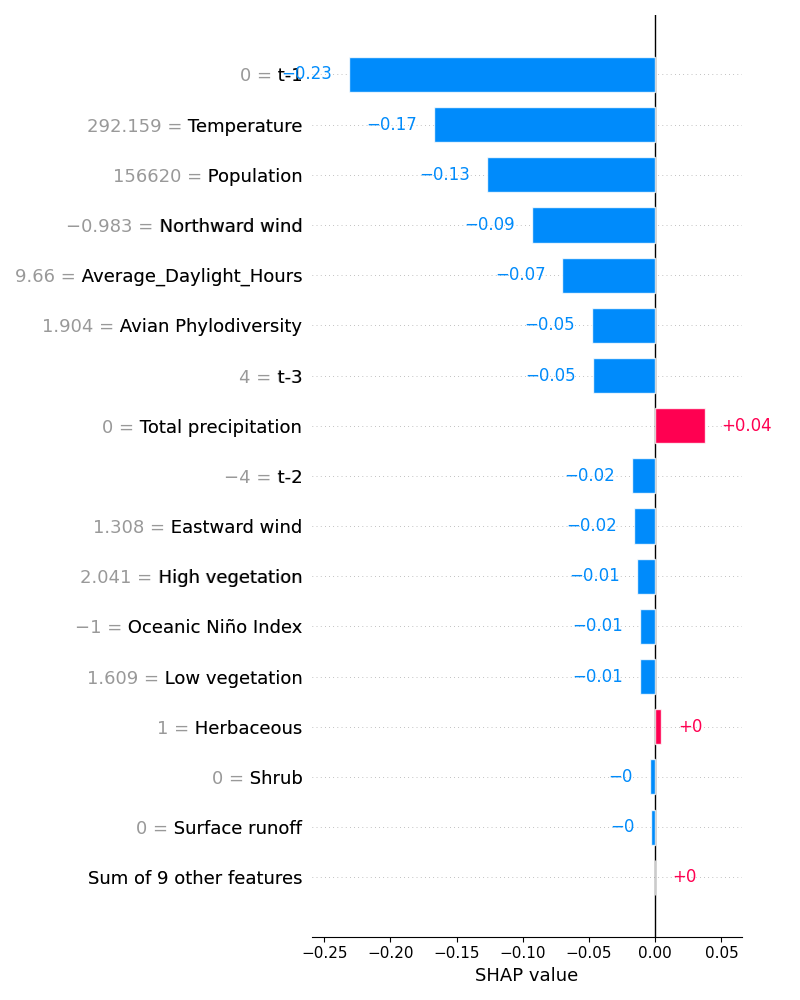 0 = t-1 −0.23
292.159 = Temperature −0.17
156620 = Population −0.13
−0.983 = Northward wind −0.09
9.66 = Average_Daylight_Hours −0.07
1.904 = Avian Phylodiversity −0.05
4 = t-3 −0.05
0 = Total precipitation +0.04
−4 = t-2 −0.02
1.308 = Eastward wind −0.02
2.041 = High vegetation −0.01
−1 = Oceanic Niño Index −0.01
1.609 = Low vegetation −0.01
1 = Herbaceous +0
0 = Shrub −0
0 = Surface runoff −0
Sum of 9 other features +0
−0.25 −0.20 −0.15 −0.10 −0.05 0.00 0.05
SHAP value